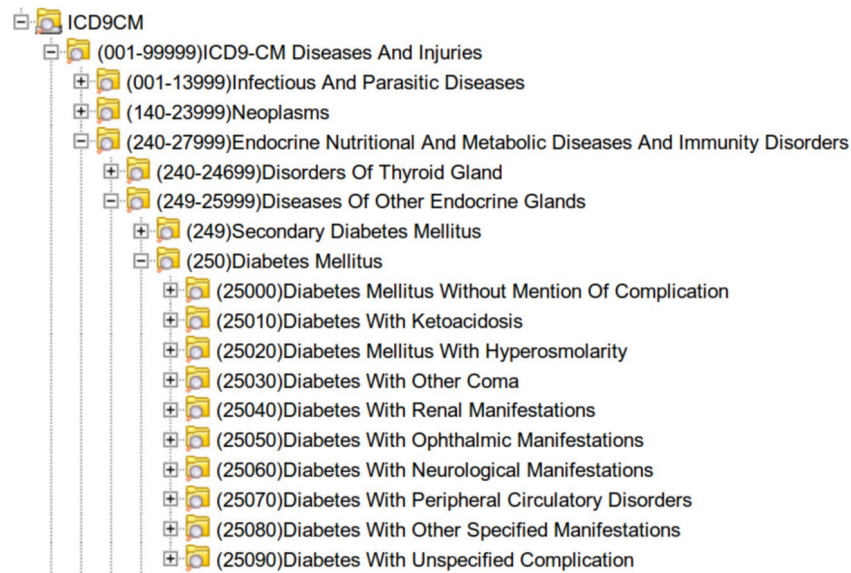 ICD9CM
(001-99999)ICD9-CM Diseases And Injuries
(001-13999)Infectious And Parasitic Diseases
(140-23999)Neoplasms
(240-27999)Endocrine Nutritional And Metabolic Diseases And Immunity Disorders
(240-24699)Disorders Of Thyroid Gland
(249-25999)Diseases Of Other Endocrine Glands
(249)Secondary Diabetes Mellitus
(250)Diabetes Mellitus
(25000)Diabetes Mellitus Without Mention Of Complication
(25010)Diabetes With Ketoacidosis
(25020)Diabetes Mellitus With Hyperosmolarity
(25030)Diabetes With Other Coma
(25040)Diabetes With Renal Manifestations
(25050)Diabetes With Ophthalmic Manifestations
(25060)Diabetes With Neurological Manifestations
(25070)Diabetes With Peripheral Circulatory Disorders
(25080)Diabetes With Other Specified Manifestations
(25090)Diabetes With Unspecified Complication